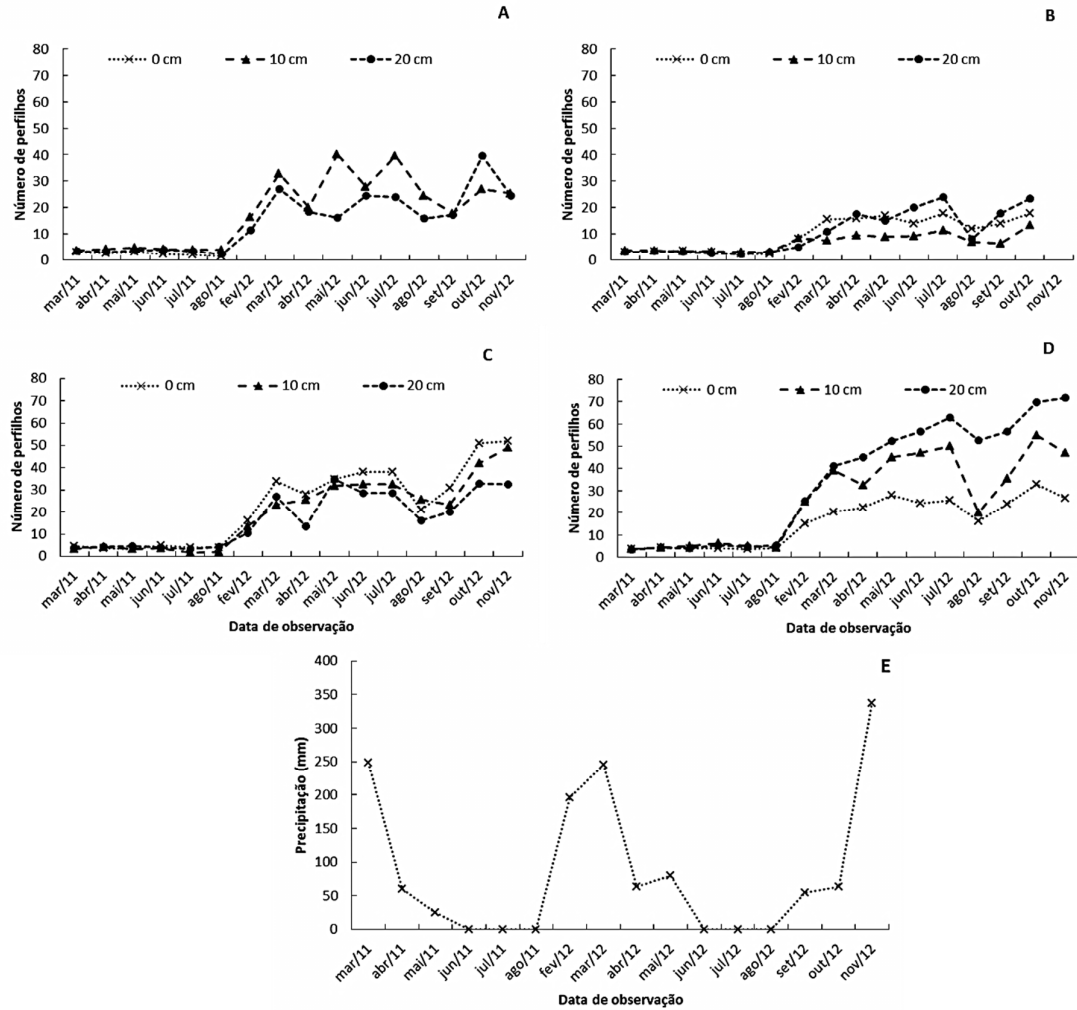 A
Número de perfilhos
80
70
60
50
40
30
20
10
0
0 cm 10 cm 20 cm
mar/11 abr/11 mai/11 jun/11 jul/11 ago/11 fev/12 mar/12 abr/12 mai/12 jun/12 jul/12 ago/12 set/12 out/12 nov/12
B
Número de perfilhos
80
70
60
50
40
30
20
10
0
0 cm 10 cm 20 cm
mar/11 abr/11 mai/11 jun/11 jul/11 ago/11 fev/12 mar/12 abr/12 mai/12 jun/12 jul/12 ago/12 set/12 out/12 nov/12
C
Número de perfilhos
80
70
60
50
40
30
20
10
0
0 cm 10 cm 20 cm
mar/11 abr/11 mai/11 jun/11 jul/11 ago/11 fev/12 mar/12 abr/12 mai/12 jun/12 jul/12 ago/12 set/12 out/12 nov/12
Data de observação
D
Número de perfilhos
80
70
60
50
40
30
20
10
0
0 cm 10 cm 20 cm
mar/11 abr/11 mai/11 jun/11 jul/11 ago/11 fev/12 mar/12 abr/12 mai/12 jun/12 jul/12 ago/12 set/12 out/12 nov/12
Data de observação
E
Precipitação (mm)
400
350
300
250
200
150
100
50
0
mar/11 abr/11 mai/11 jun/11 jul/11 ago/11 fev/12 mar/12 abr/12 mai/12 jun/12 jul/12 ago/12 set/12 out/12 nov/12
Data de observação